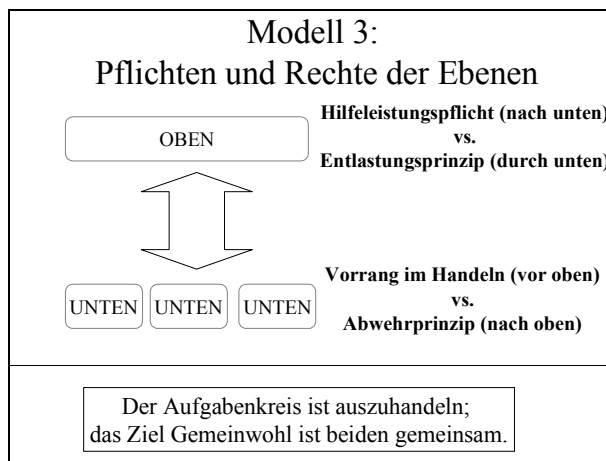 Modell 3:
Pflichten und Rechte der Ebenen
OBEN
Hilfeleistungspflicht (nach unten)
vs.
Entlastungsprinzip (durch unten)
UNTEN
UNTEN
UNTEN
Vorrang im Handeln (vor oben)
vs.
Abwehrprinzip (nach oben)
Der Aufgabenkreis ist auszuhandeln;
das Ziel Gemeinwohl ist beiden gemeinsam.